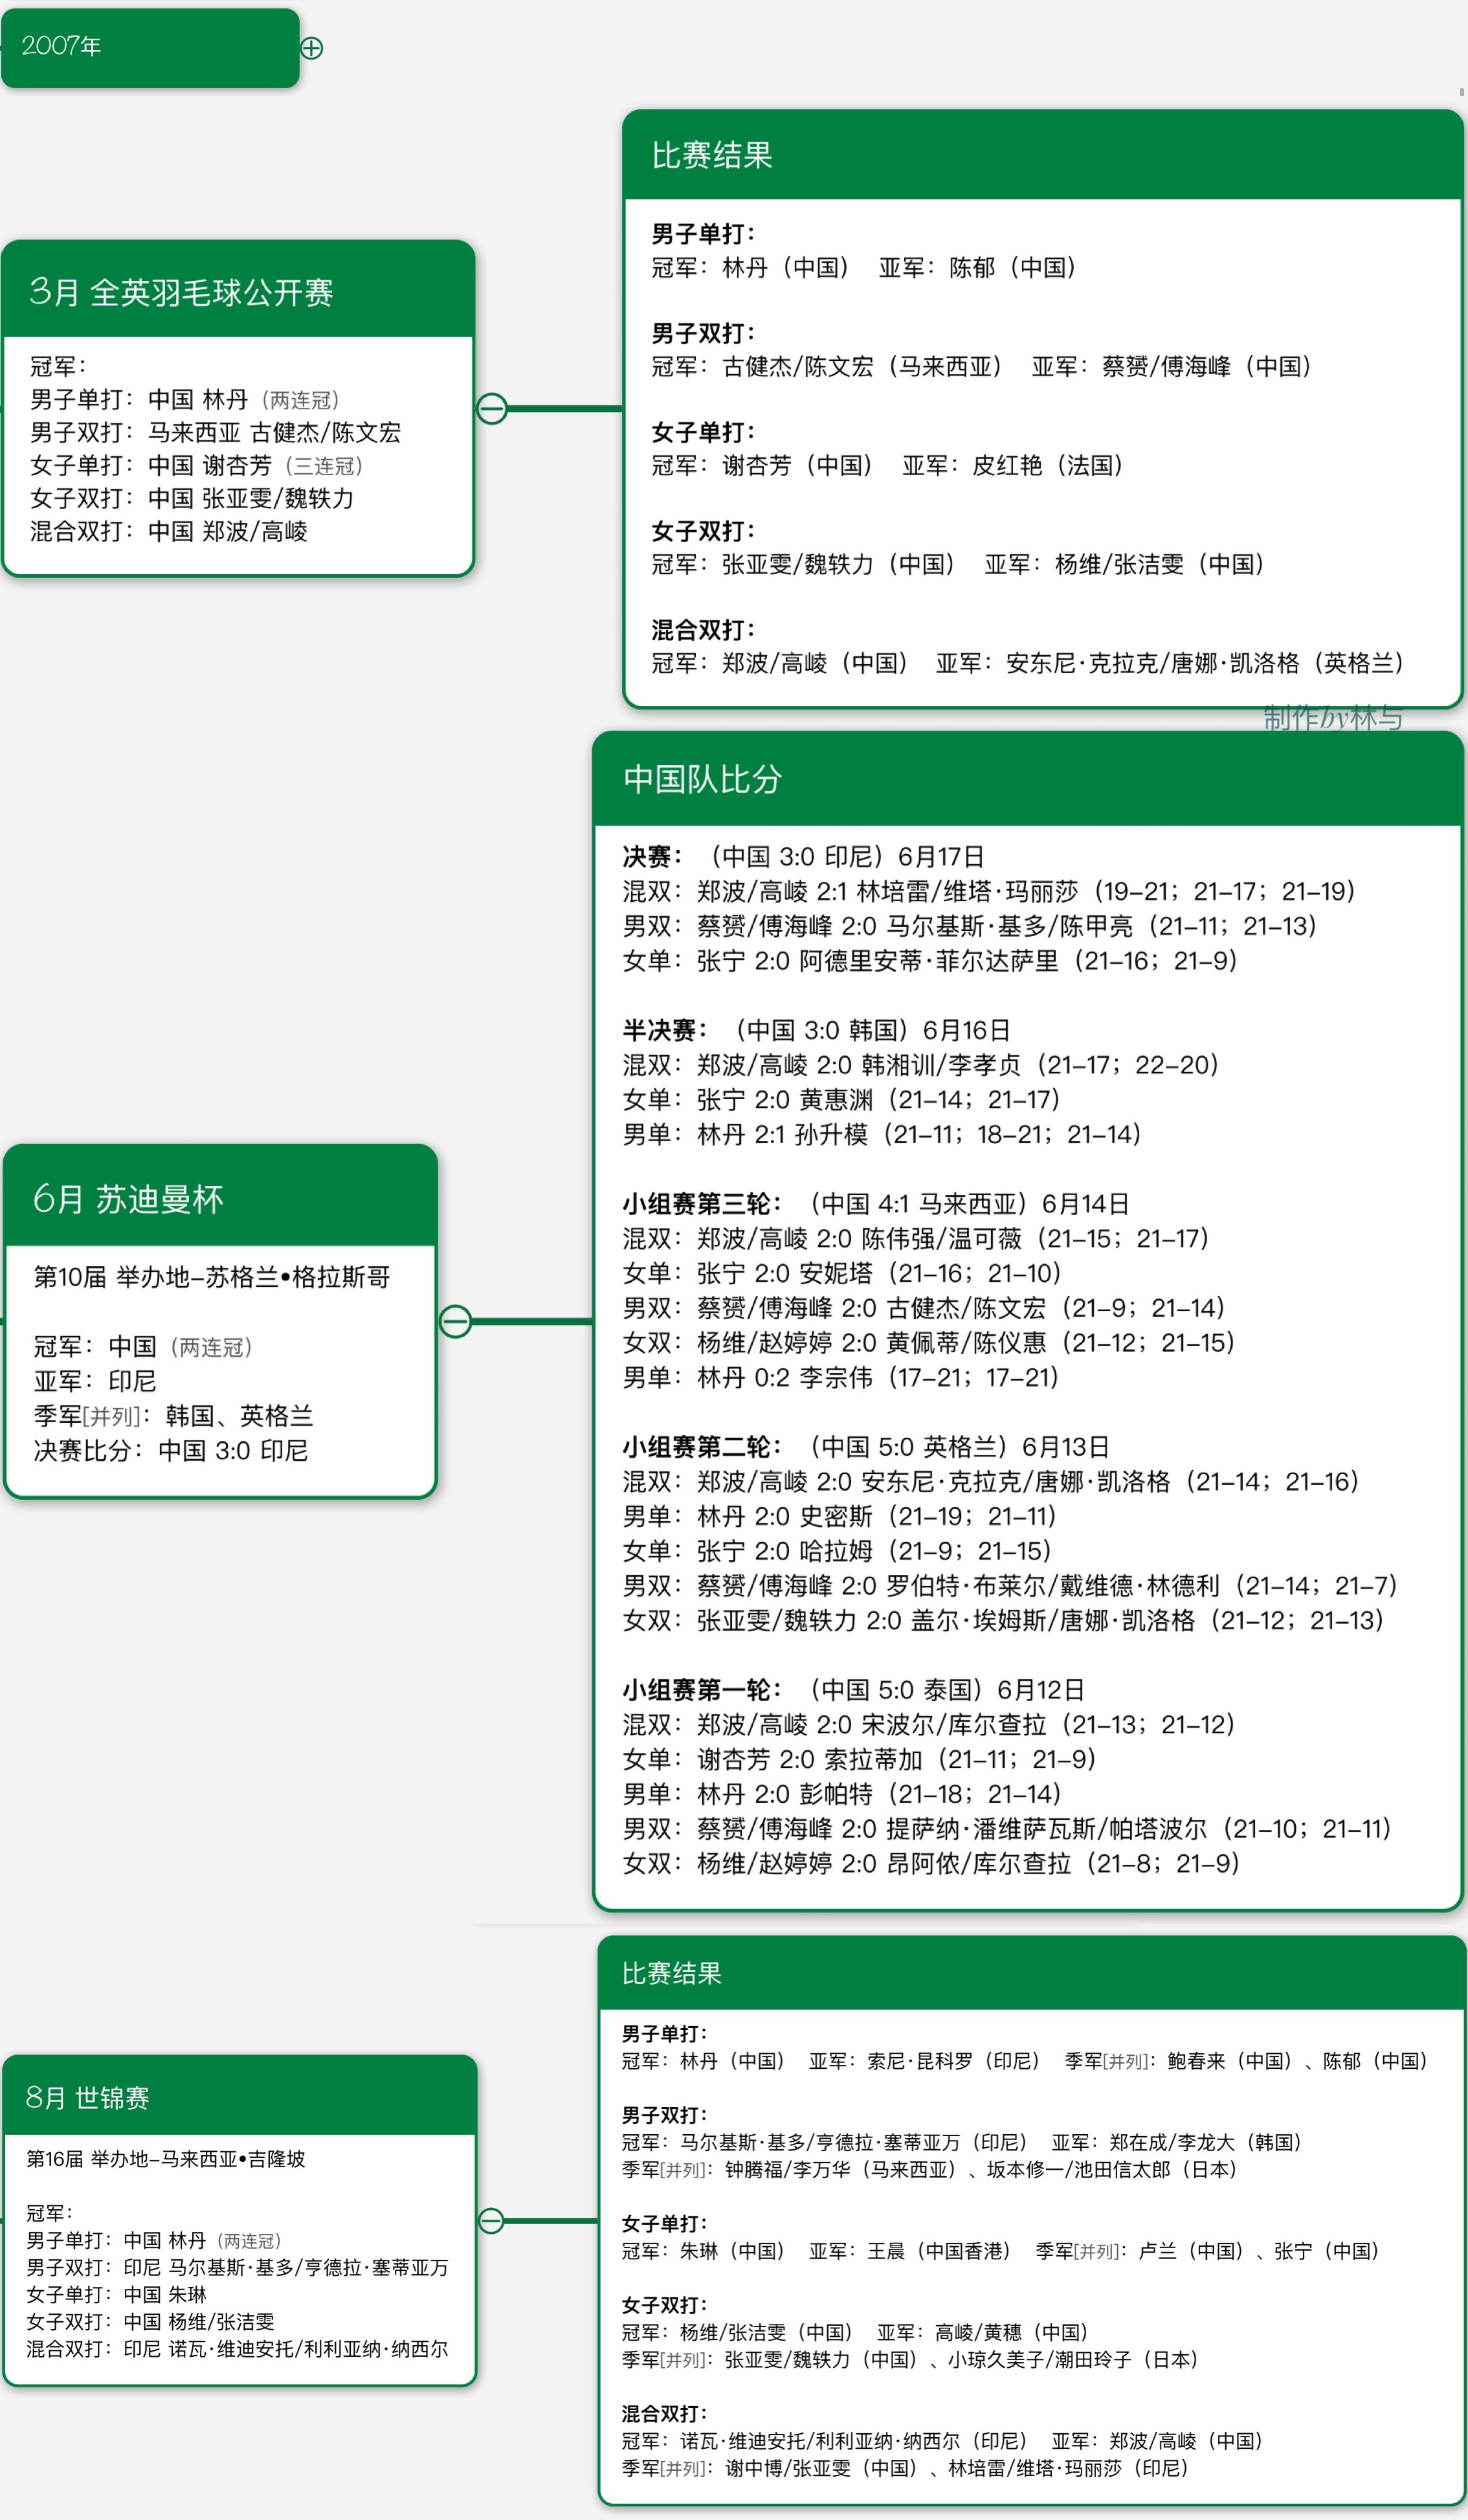 2007年
3月 全英羽毛球公开赛
冠军：
男子单打：中国 林丹（两连冠）
男子双打：马来西亚 古健杰/陈文宏
女子单打：中国 谢杏芳（三连冠）
女子双打：中国 张亚雯/魏轶力
混合双打：中国 郑波/高崚
比赛结果
男子单打：
冠军：林丹（中国） 亚军：陈郁（中国）
男子双打：
冠军：古健杰/陈文宏（马来西亚） 亚军：蔡赟/傅海峰（中国）
女子单打：
冠军：谢杏芳（中国） 亚军：皮红艳（法国）
女子双打：
冠军：张亚雯/魏轶力（中国） 亚军：杨维/张洁雯（中国）
混合双打：
冠军：郑波/高崚（中国） 亚军：安东尼·克拉克/唐娜·凯洛格（英格兰）
制作by林与
6月 苏迪曼杯
第10届 举办地–苏格兰•格拉斯哥
冠军：中国（两连冠）
亚军：印尼
季军[并列]：韩国、英格兰
决赛比分：中国 3:0 印尼
中国队比分
决赛：（中国 3:0 印尼）6月17日
混双：郑波/高崚 2:1 林培雷/维塔·玛丽莎（19–21；21–17；21–19）
男双：蔡赟/傅海峰 2:0 马尔基斯·基多/陈甲亮（21–11；21–13）
女单：张宁 2:0 阿德里安蒂·菲尔达萨里（21–16；21–9）
半决赛：（中国 3:0 韩国）6月16日
混双：郑波/高崚 2:0 韩湘训/李孝贞（21–17；22–20）
女单：张宁 2:0 黄惠渊（21–14；21–17）
男单：林丹 2:1 孙升模（21–11；18–21；21–14）
小组赛第三轮：（中国 4:1 马来西亚）6月14日
混双：郑波/高崚 2:0 陈伟强/温可薇（21–15；21–17）
女单：张宁 2:0 安妮塔（21–16；21–10）
男双：蔡赟/傅海峰 2:0 古健杰/陈文宏（21–9；21–14）
女双：杨维/赵婷婷 2:0 黄佩蒂/陈仪惠（21–12；21–15）
男单：林丹 0:2 李宗伟（17–21；17–21）
小组赛第二轮：（中国 5:0 英格兰）6月13日
混双：郑波/高崚 2:0 安东尼·克拉克/唐娜·凯洛格（21–14；21–16）
男单：林丹 2:0 史密斯（21–19；21–11）
女单：张宁 2:0 哈拉姆（21–9；21–15）
男双：蔡赟/傅海峰 2:0 罗伯特·布莱尔/戴维德·林德利（21–14；21–7）
女双：张亚雯/魏轶力 2:0 盖尔·埃姆斯/唐娜·凯洛格（21–12；21–13）
小组赛第一轮：（中国 5:0 泰国）6月12日
混双：郑波/高崚 2:0 宋波尔/库尔查拉（21–13；21–12）
女单：谢杏芳 2:0 索拉蒂加（21–11；21–9）
男单：林丹 2:0 彭帕特（21–18；21–14）
男双：蔡赟/傅海峰 2:0 提萨纳·潘维萨瓦斯/帕塔波尔（21–10；21–11）
女双：杨维/赵婷婷 2:0 昂阿侬/库尔查拉（21–8；21–9）
8月 世锦赛
第16届 举办地–马来西亚•吉隆坡
冠军：
男子单打：中国 林丹（两连冠）
男子双打：印尼 马尔基斯·基多/亨德拉·塞蒂亚万
女子单打：中国 朱琳
女子双打：中国 杨维/张洁雯
混合双打：印尼 诺瓦·维迪安托/利利亚纳·纳西尔
比赛结果
男子单打：
冠军：林丹（中国） 亚军：索尼·昆科罗（印尼） 季军[并列]：鲍春来（中国）、陈郁（中国）
男子双打：
冠军：马尔基斯·基多/亨德拉·塞蒂亚万（印尼） 亚军：郑在成/李龙大（韩国）
季军[并列]：钟腾福/李万华（马来西亚）、坂本修一/池田信太郎（日本）
女子单打：
冠军：朱琳（中国） 亚军：王晨（中国香港） 季军[并列]：卢兰（中国）、张宁（中国）
女子双打：
冠军：杨维/张洁雯（中国） 亚军：高崚/黄穗（中国）
季军[并列]：张亚雯/魏轶力（中国）、小琼久美子/潮田玲子（日本）
混合双打：
冠军：诺瓦·维迪安托/利利亚纳·纳西尔（印尼） 亚军：郑波/高崚（中国）
季军[并列]：谢中博/张亚雯（中国）、林培雷/维塔·玛丽莎（印尼）